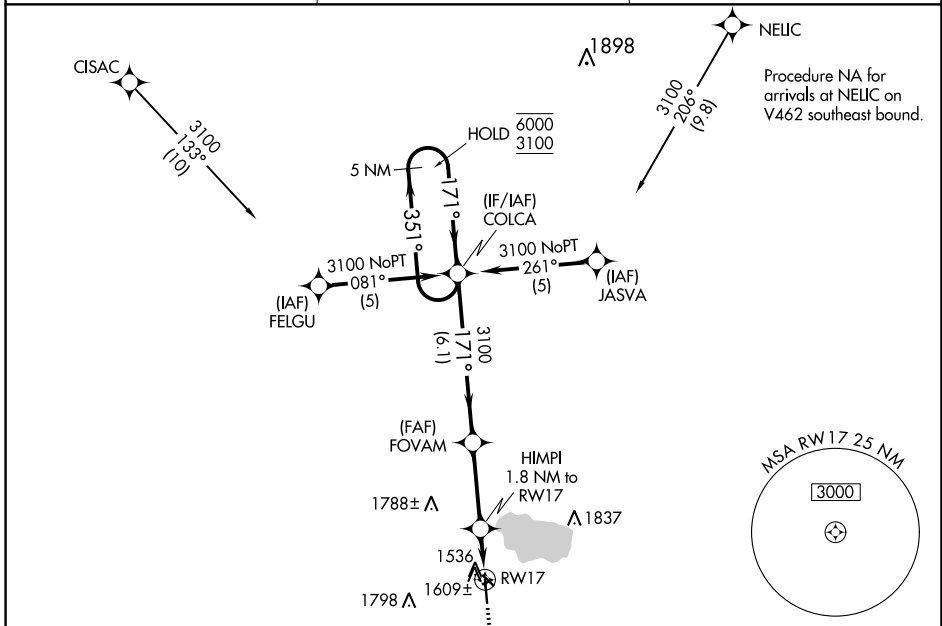 CISAC
3100
133°
(10)
1898
NELIC
3100
206°
(9.8)
Procedure NA for
arrivals at NELIC on
V462 southeast bound.
HOLD 6000
3100
5 NM
171°
351°
(IF/IAF)
COLCA
3100 NoPT
081°
(5)
(IAF)
FELGU
3100 NoPT
261°
(5)
(IAF)
JASVA
3100
171°
(6.1)
(FAF)
FOVAM
HIMPI
1.8 NM to
RW17
1788±
1837
1536
1609±
RW17
1798
MSA RW17 25 NM
3000